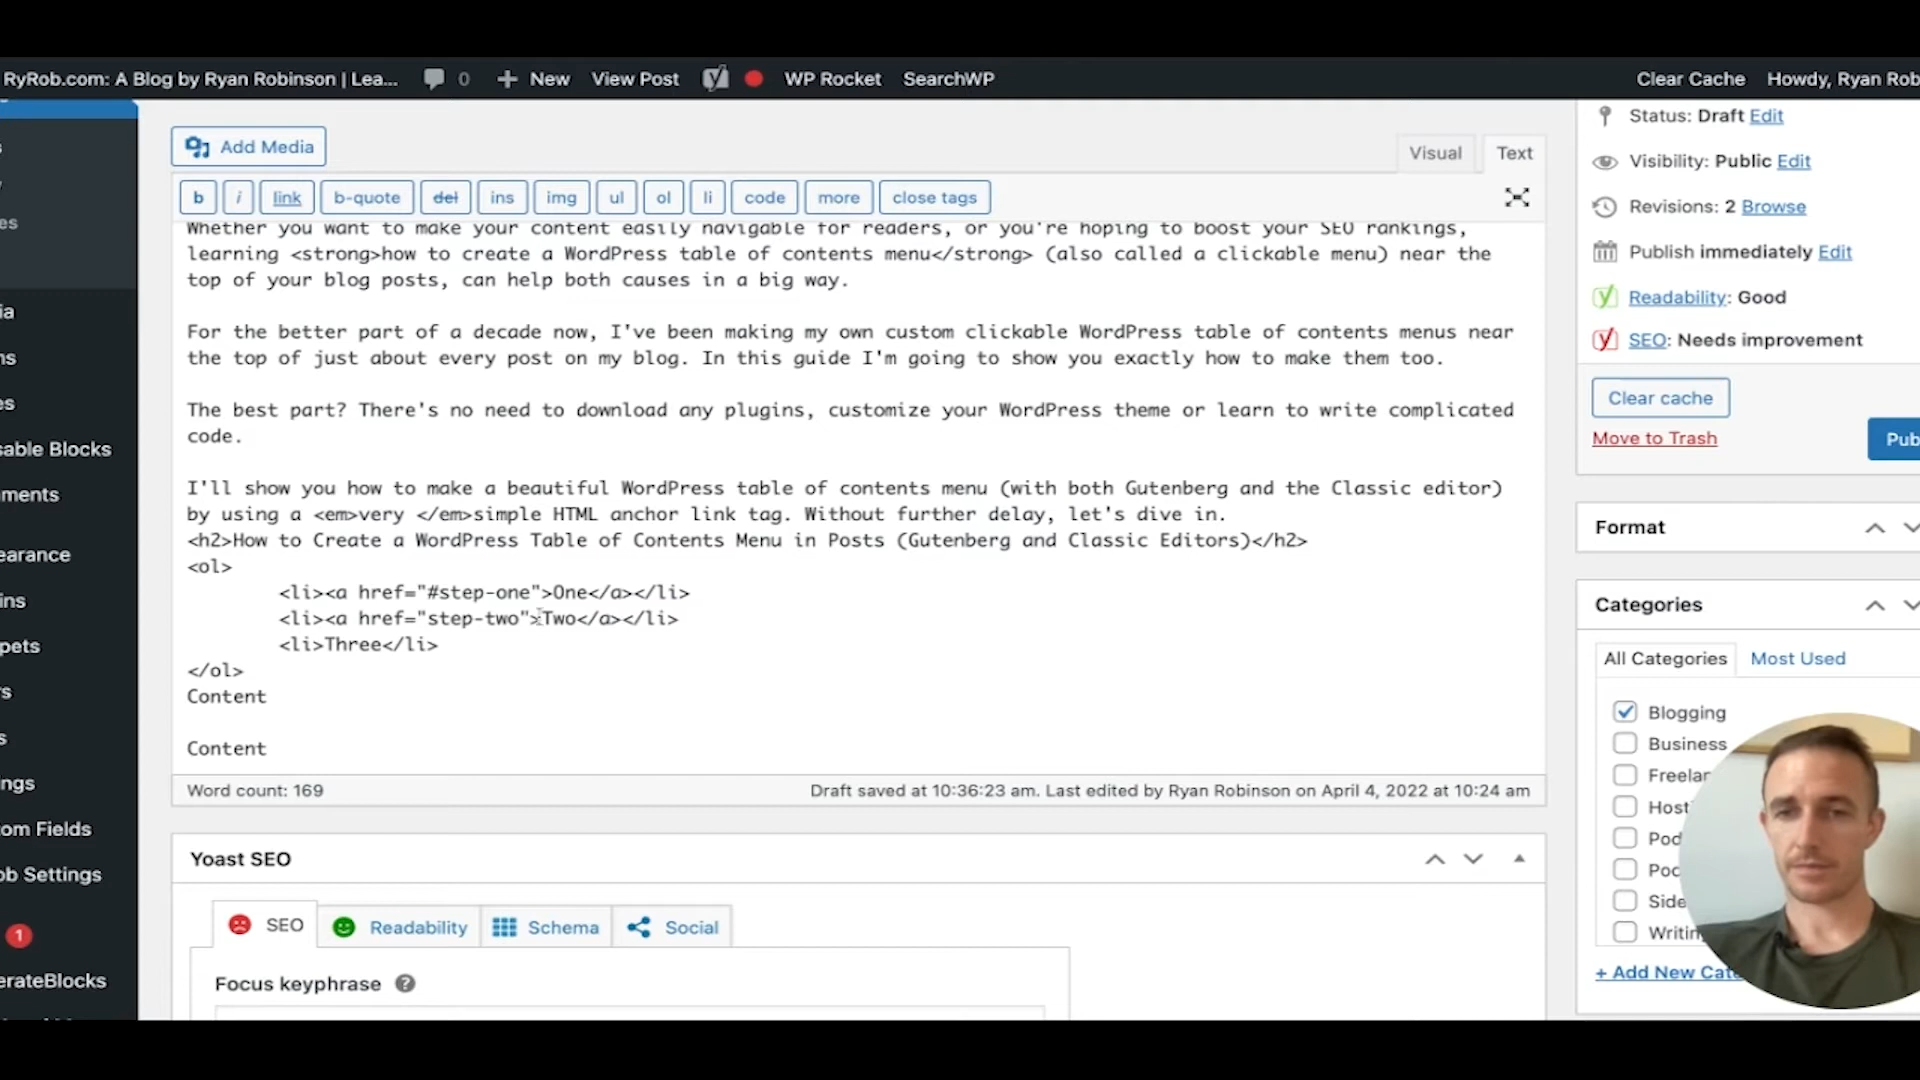 RyRob.com: A Blog by Ryan Robinson | Lea... 0 New View Post WP Rocket SearchWP Clear Cache Howdy, Ryan Rob
Add Media
Visual Text
b i link b-quote del ins img ul ol li code more close tags
Whether you want to make your content easily navigable for readers, or you're hoping to boost your SEO rankings,
learning <strong>how to create a WordPress table of contents menu</strong> (also called a clickable menu) near the
top of your blog posts, can help both causes in a big way.
For the better part of a decade now, I've been making my own custom clickable WordPress table of contents menus near
the top of just about every post on my blog. In this guide I'm going to show you exactly how to make them too.
The best part? There's no need to download any plugins, customize your WordPress theme or learn to write complicated
code.
I'll show you how to make a beautiful WordPress table of contents menu (with both Gutenberg and the Classic editor)
by using a <em>very </em>simple HTML anchor link tag. Without further delay, let's dive in.
<h2>How to Create a WordPress Table of Contents Menu in Posts (Gutenberg and Classic Editors)</h2>
<ol>
<li><a href="#step-one">One</a></li>
<li><a href="step-two">Two</a></li>
<li>Three</li>
</ol>
Content
Content
Word count: 169
Draft saved at 10:36:23 am. Last edited by Ryan Robinson on April 4, 2022 at 10:24 am
Yoast SEO
SEO Readability Schema Social
Focus keyphrase ?
es
ia
ns
es
sable Blocks
ments
earance
ins
pets
rs
s
ngs
om Fields
ob Settings
1
erateBlocks
Status: Draft Edit
Visibility: Public Edit
Revisions: 2 Browse
Publish immediately Edit
Readability: Good
SEO: Needs improvement
Clear cache
Move to Trash
Pub
Format
Categories
All Categories Most Used
Blogging
Business
Freelan
Host
Pod
Pod
Side
Writin
+ Add New Cate